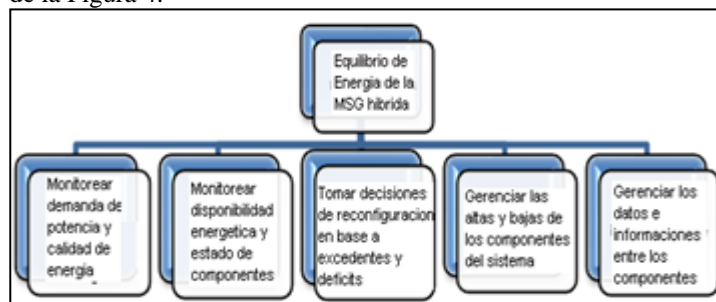 de la Figura 4.
Equilibrio de
Energia de la
MSG hibrida
Monitorear
demanda de
potencia y
calidad de
energía
Monitorear
disponibilidad
energetica y
estado de
componentes
Tomar decisiones
de reconfiguracion
en base a
excedentes y
deficits
Gerenciar las
altas y bajas de
los componentes
del sistema
Gerenciar los
datos e
informaciones
entre los
componentes